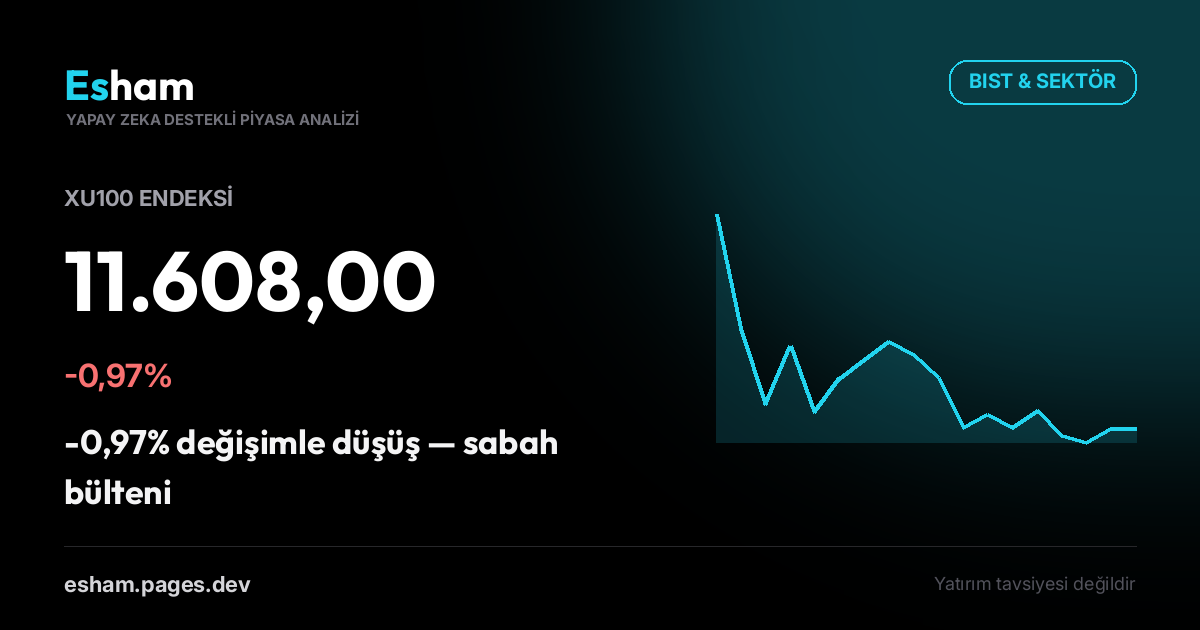 Esham
YAPAY ZEKA DESTEKLİ PİYASA ANALİZİ
BIST & SEKTÖR
XU100 ENDEKSİ
11.608,00
-0,97%
-0,97% değişimle düşüş — sabah
bülteni
esham.pages.dev
Yatırım tavsiyesi değildir